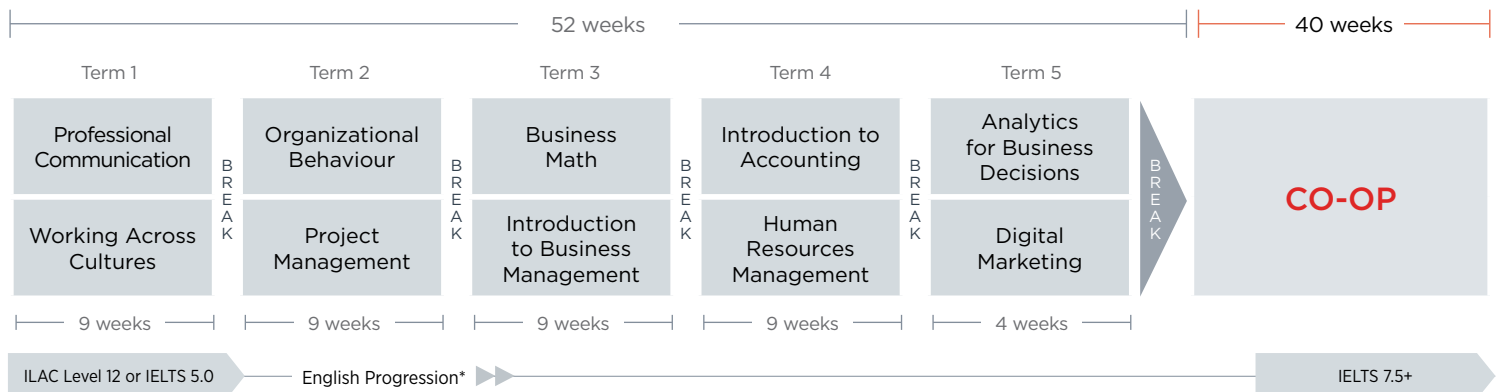 52 weeks
40 weeks
Term 1
Term 2
Term 3
Term 4
Term 5
Professional
Communication
Working Across
Cultures
BREAK
Organizational
Behaviour
Project
Management
BREAK
Business
Math
Introduction
to Business
Management
BREAK
Introduction to
Accounting
Human
Resources
Management
BREAK
Analytics
for Business
Decisions
Digital
Marketing
BREAK
CO-OP
9 weeks
9 weeks
9 weeks
9 weeks
4 weeks
ILAC Level 12 or IELTS 5.0
English Progression*
IELTS 7.5+